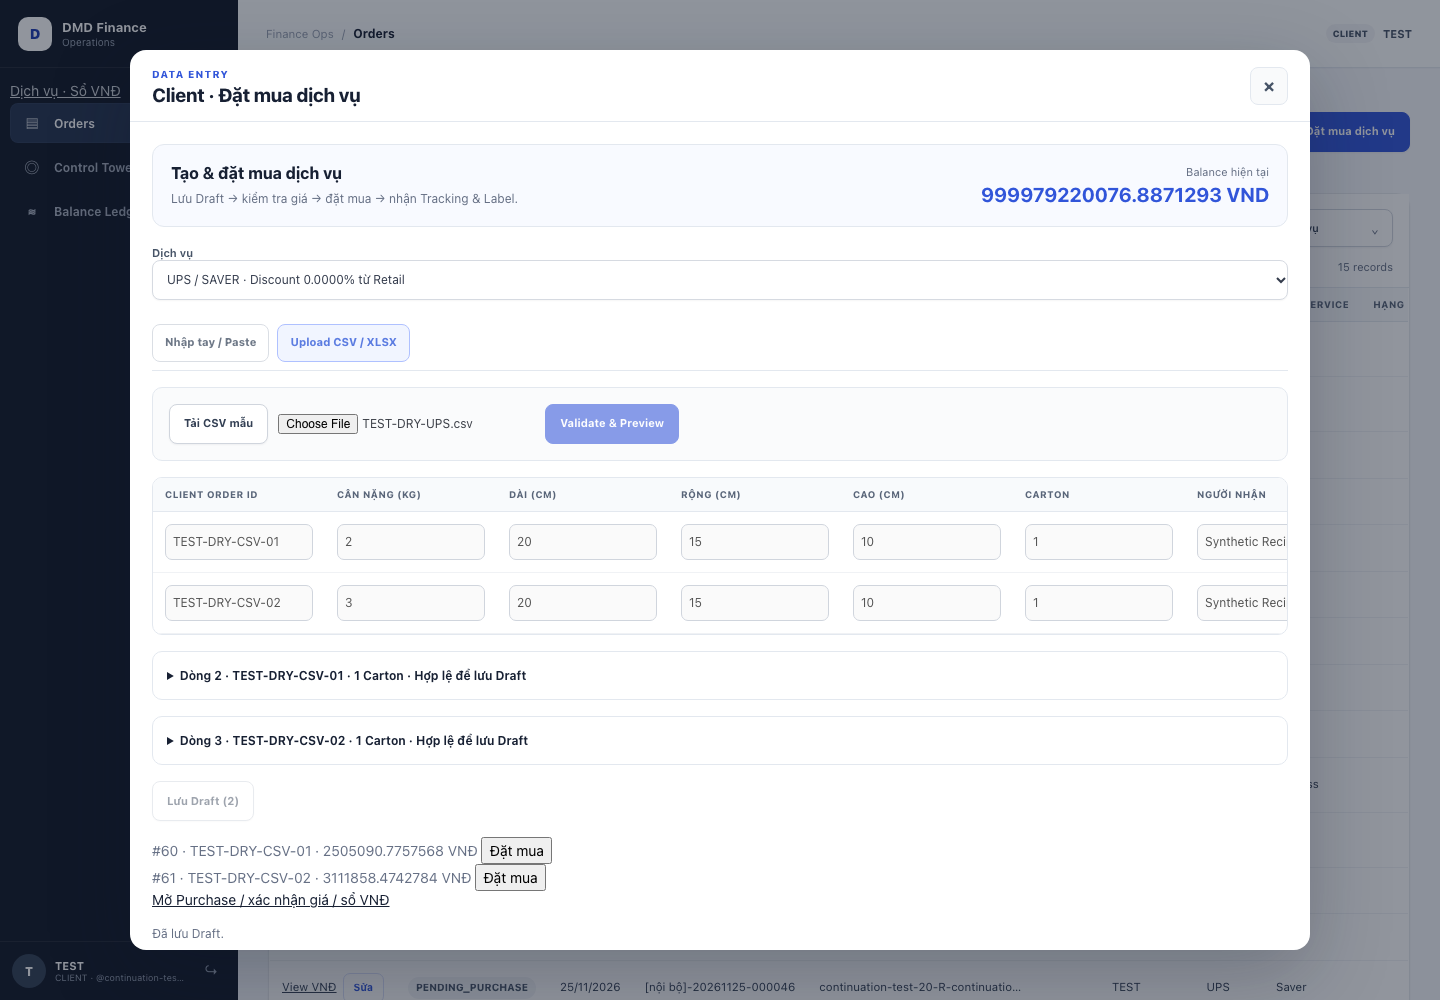 D
DMD Finance
Operations
Finance Ops / Orders
CLIENT TEST
Dịch vụ · Sổ VNĐ
Orders
Control Towe
Balance Ledg
DATA ENTRY
Client · Đặt mua dịch vụ
×
Đặt mua dịch vụ
Tạo & đặt mua dịch vụ
Lưu Draft → kiểm tra giá → đặt mua → nhận Tracking & Label.
Balance hiện tại
999979220076.8871293 VND
Dịch vụ
UPS / SAVER · Discount 0.0000% từ Retail
15 records
ERVICE HẠNG
Nhập tay / Paste
Upload CSV / XLSX
Tải CSV mẫu
Choose File TEST-DRY-UPS.csv
Validate & Preview
CLIENT ORDER ID CÂN NẶNG (KG) DÀI (CM) RỘNG (CM) CAO (CM) CARTON NGƯỜI NHẬN
TEST-DRY-CSV-01 2 20 15 10 1 Synthetic Reci
TEST-DRY-CSV-02 3 20 15 10 1 Synthetic Reci
Dòng 2 · TEST-DRY-CSV-01 · 1 Carton · Hợp lệ để lưu Draft
Dòng 3 · TEST-DRY-CSV-02 · 1 Carton · Hợp lệ để lưu Draft
Lưu Draft (2)
#60 · TEST-DRY-CSV-01 · 2505090.7757568 VNĐ Đặt mua
#61 · TEST-DRY-CSV-02 · 3111858.4742784 VNĐ Đặt mua
Mở Purchase / xác nhận giá / sổ VNĐ
Đã lưu Draft.
T
TEST
CLIENT · @continuation-tes...
View VNĐ Sửa PENDING_PURCHASE 25/11/2026 [nội bộ]-20261125-000046 continuation-test-20-R-continuatio... TEST UPS Saver